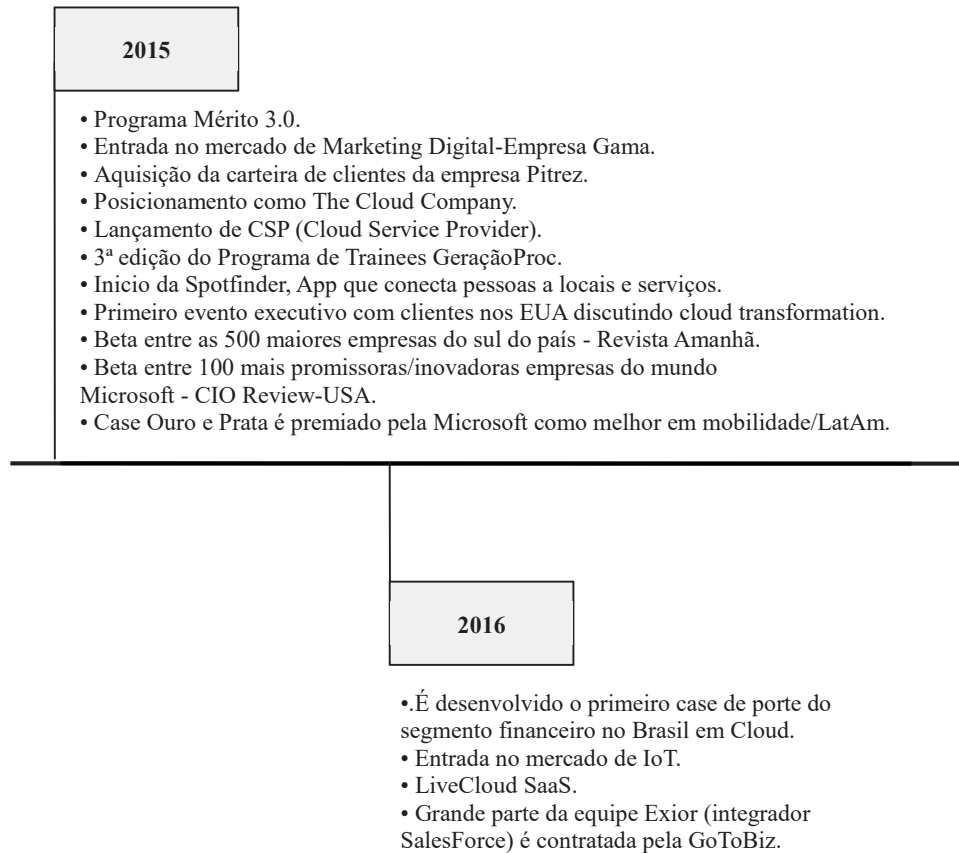 2015
• Programa Mérito 3.0.
• Entrada no mercado de Marketing Digital-Empresa Gama.
• Aquisição da carteira de clientes da empresa Pitrez.
• Posicionamento como The Cloud Company.
• Lançamento de CSP (Cloud Service Provider).
• 3ª edição do Programa de Trainees GeraçãoProc.
• Inicio da Spotfinder, App que conecta pessoas a locais e serviços.
• Primeiro evento executivo com clientes nos EUA discutindo cloud transformation.
• Beta entre as 500 maiores empresas do sul do país - Revista Amanhã.
• Beta entre 100 mais promissoras/inovadoras empresas do mundo
Microsoft - CIO Review-USA.
• Case Ouro e Prata é premiado pela Microsoft como melhor em mobilidade/LatAm.
2016
•.É desenvolvido o primeiro case de porte do
segmento financeiro no Brasil em Cloud.
• Entrada no mercado de IoT.
• LiveCloud SaaS.
• Grande parte da equipe Exior (integrador
SalesForce) é contratada pela GoToBiz.